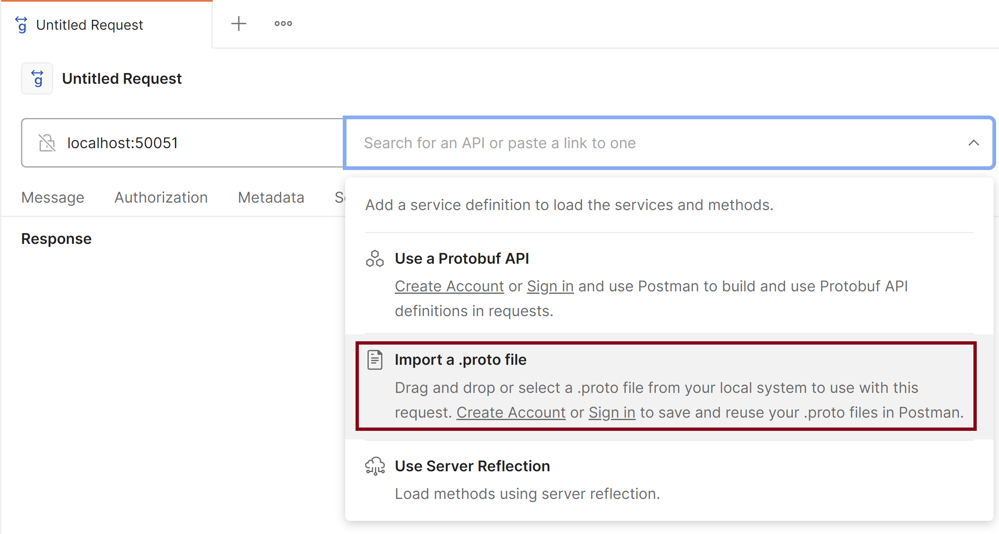 Untitled Request
Untitled Request
localhost:50051
Search for an API or paste a link to one
Message Authorization Metadata
Add a service definition to load the services and methods.
Response
Use a Protobuf API
Create Account or Sign in and use Postman to build and use Protobuf API
definitions in requests.
Import a .proto file
Drag and drop or select a .proto file from your local system to use with this
request. Create Account or Sign in to save and reuse your .proto files in Postman.
Use Server Reflection
Load methods using server reflection.